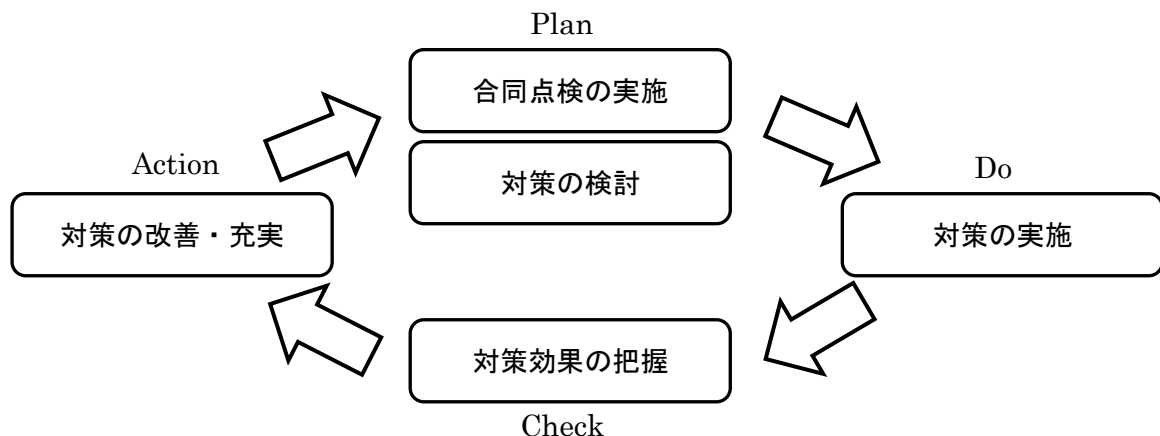 Plan
合同点検の実施
対策の検討
Action
対策の改善・充実
Do
対策の実施
対策効果の把握
Check